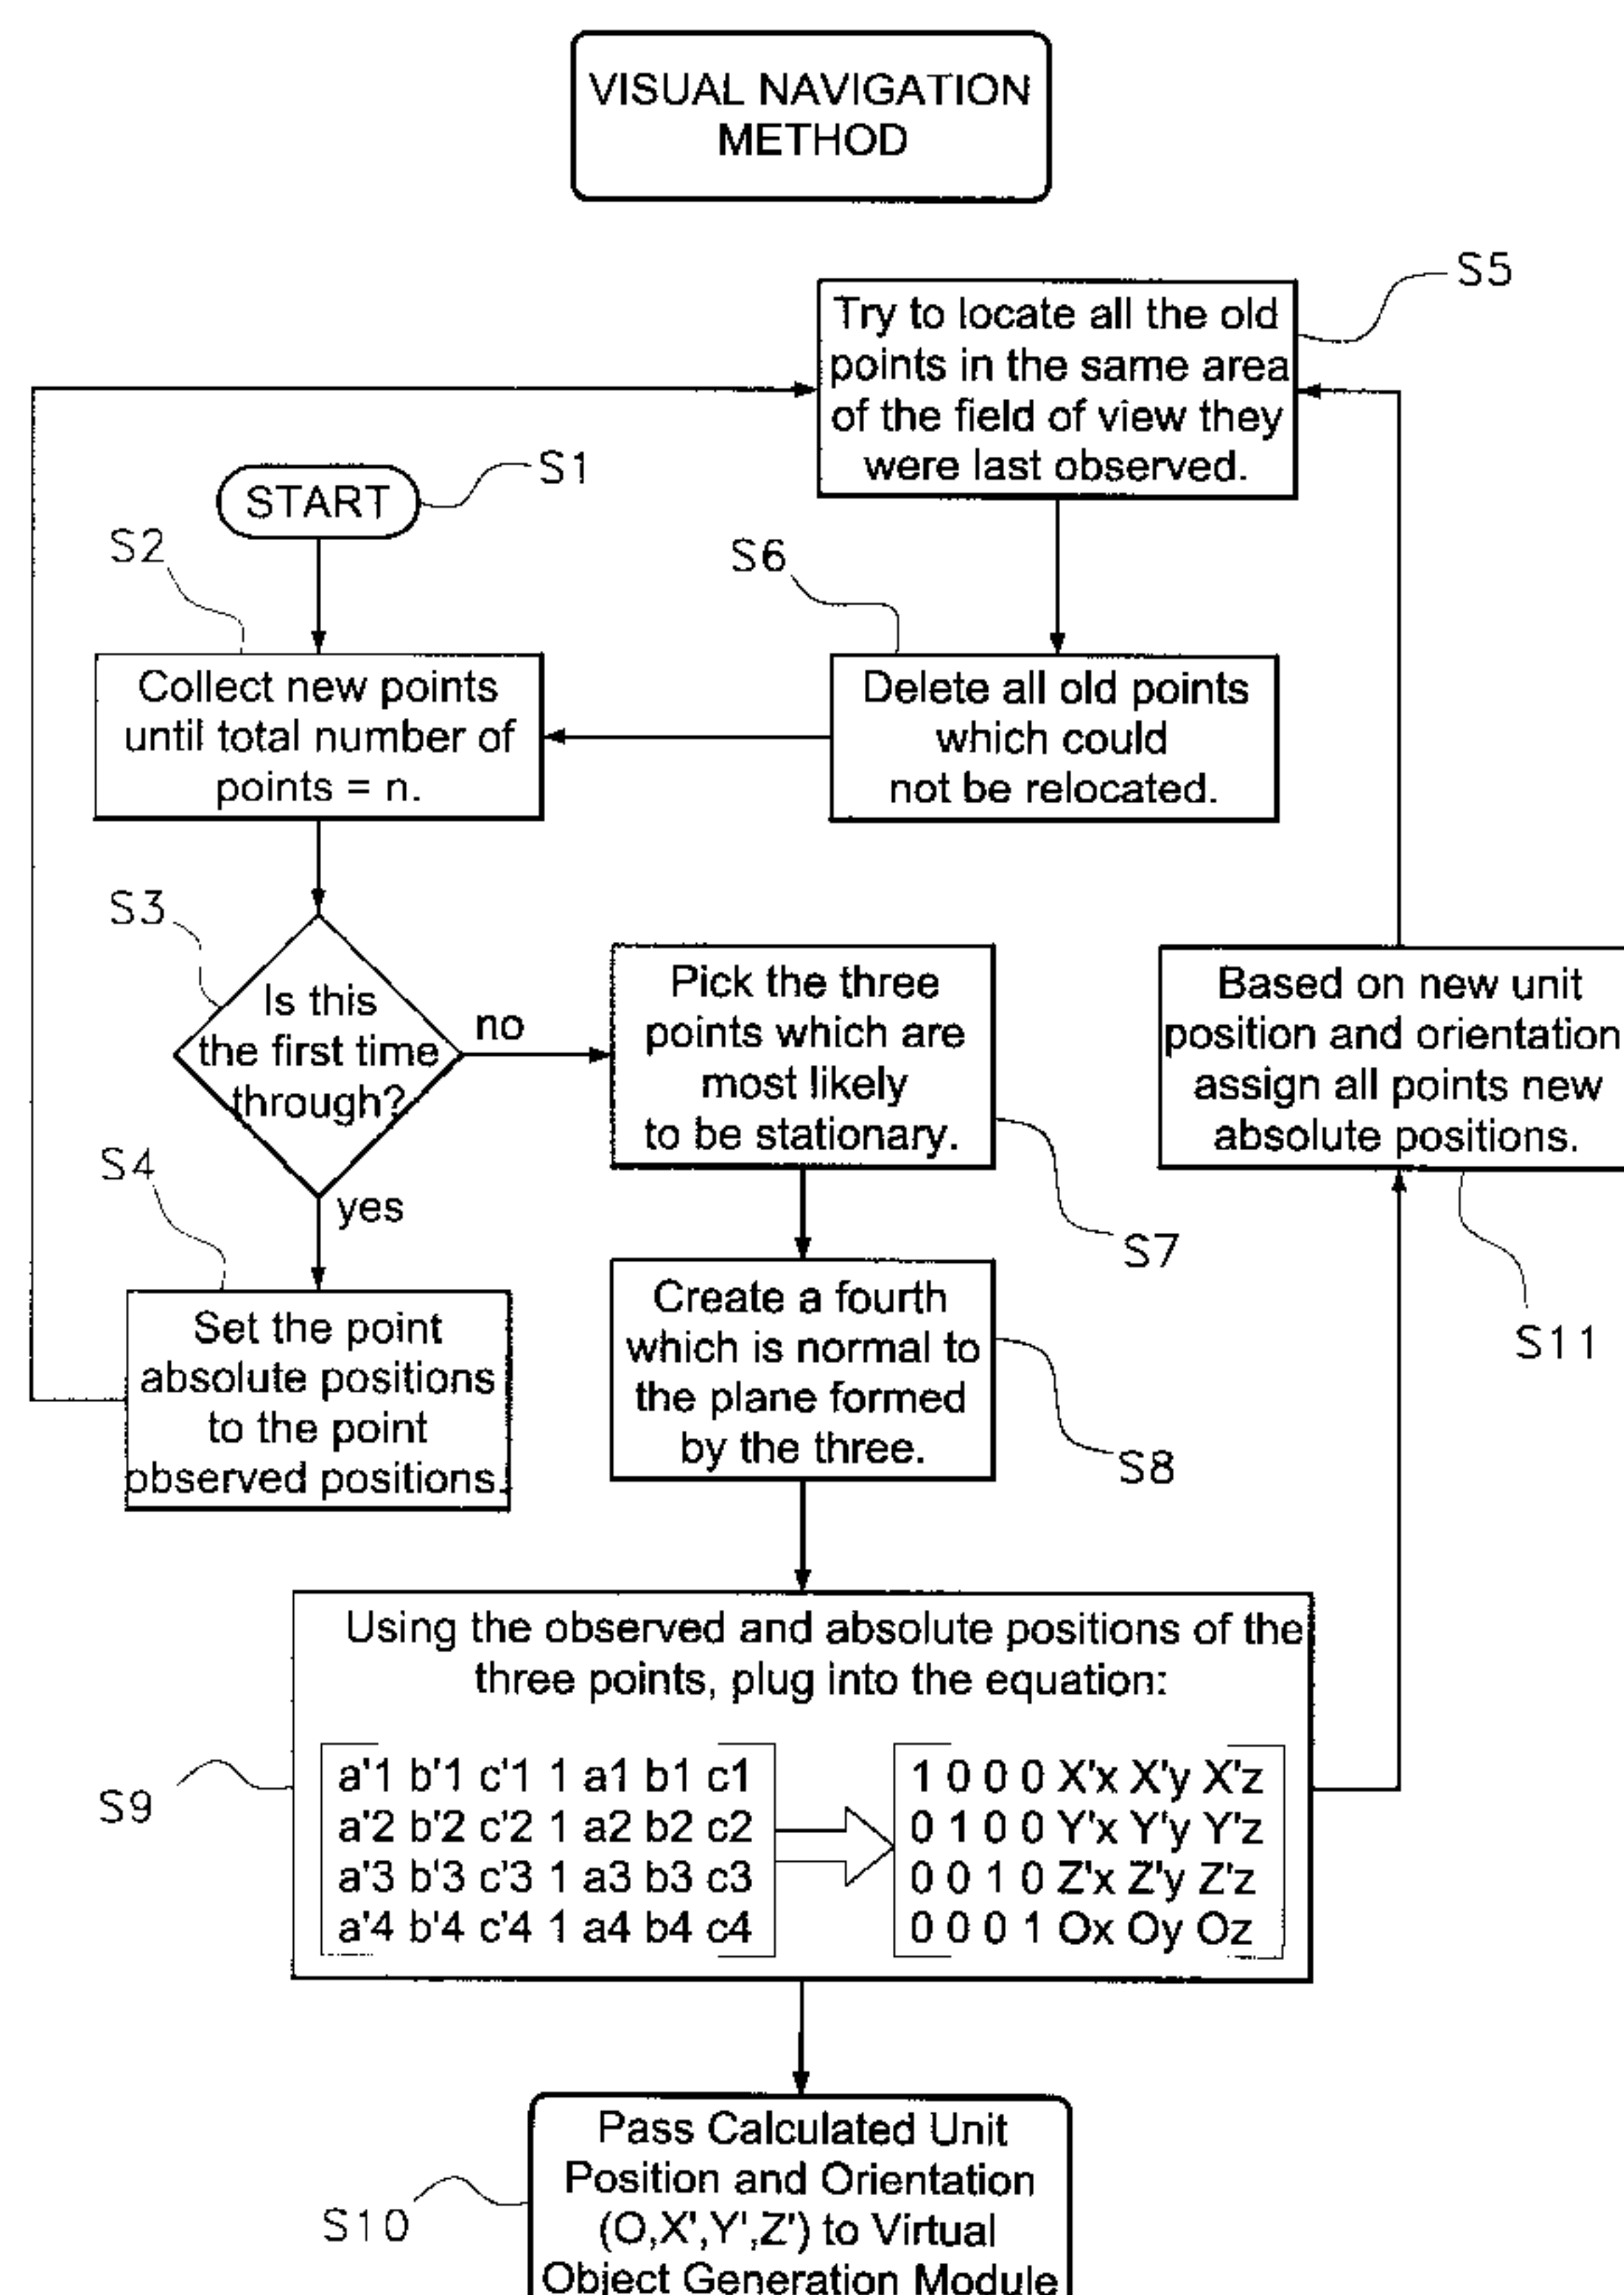 VISUAL NAVIGATION
METHOD
S5
Try to locate all the old
points in the same area
of the field of view they
were last observed.
S1
START
S2
S6
Collect new points
until total number of
points = n.
Delete all old points
which could
not be relocated.
S3
Is this
the first time
through?
no
yes
Pick the three
points which are
most likely
to be stationary.
S7
Based on new unit
position and orientation
assign all points new
absolute positions.
S11
S4
Set the point
absolute positions
to the point
observed positions.
Create a fourth
which is normal to
the plane formed
by the three.
S8
Using the observed and absolute positions of the
three points, plug into the equation:
S9
a'1 b'1 c'1 1 a1 b1 c1
a'2 b'2 c'2 1 a2 b2 c2
a'3 b'3 c'3 1 a3 b3 c3
a'4 b'4 c'4 1 a4 b4 c4
1 0 0 0 X'x X'y X'z
0 1 0 0 Y'x Y'y Y'z
0 0 1 0 Z'x Z'y Z'z
0 0 0 1 Ox Oy Oz
S10
Pass Calculated Unit
Position and Orientation
(O,X',Y',Z') to Virtual
Object Generation Module